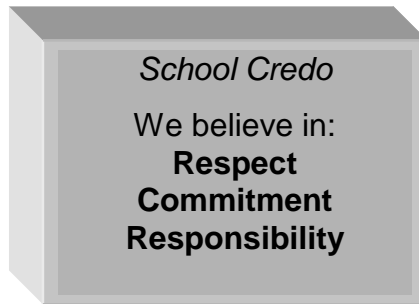 School Credo
We believe in:
Respect
Commitment
Responsibility